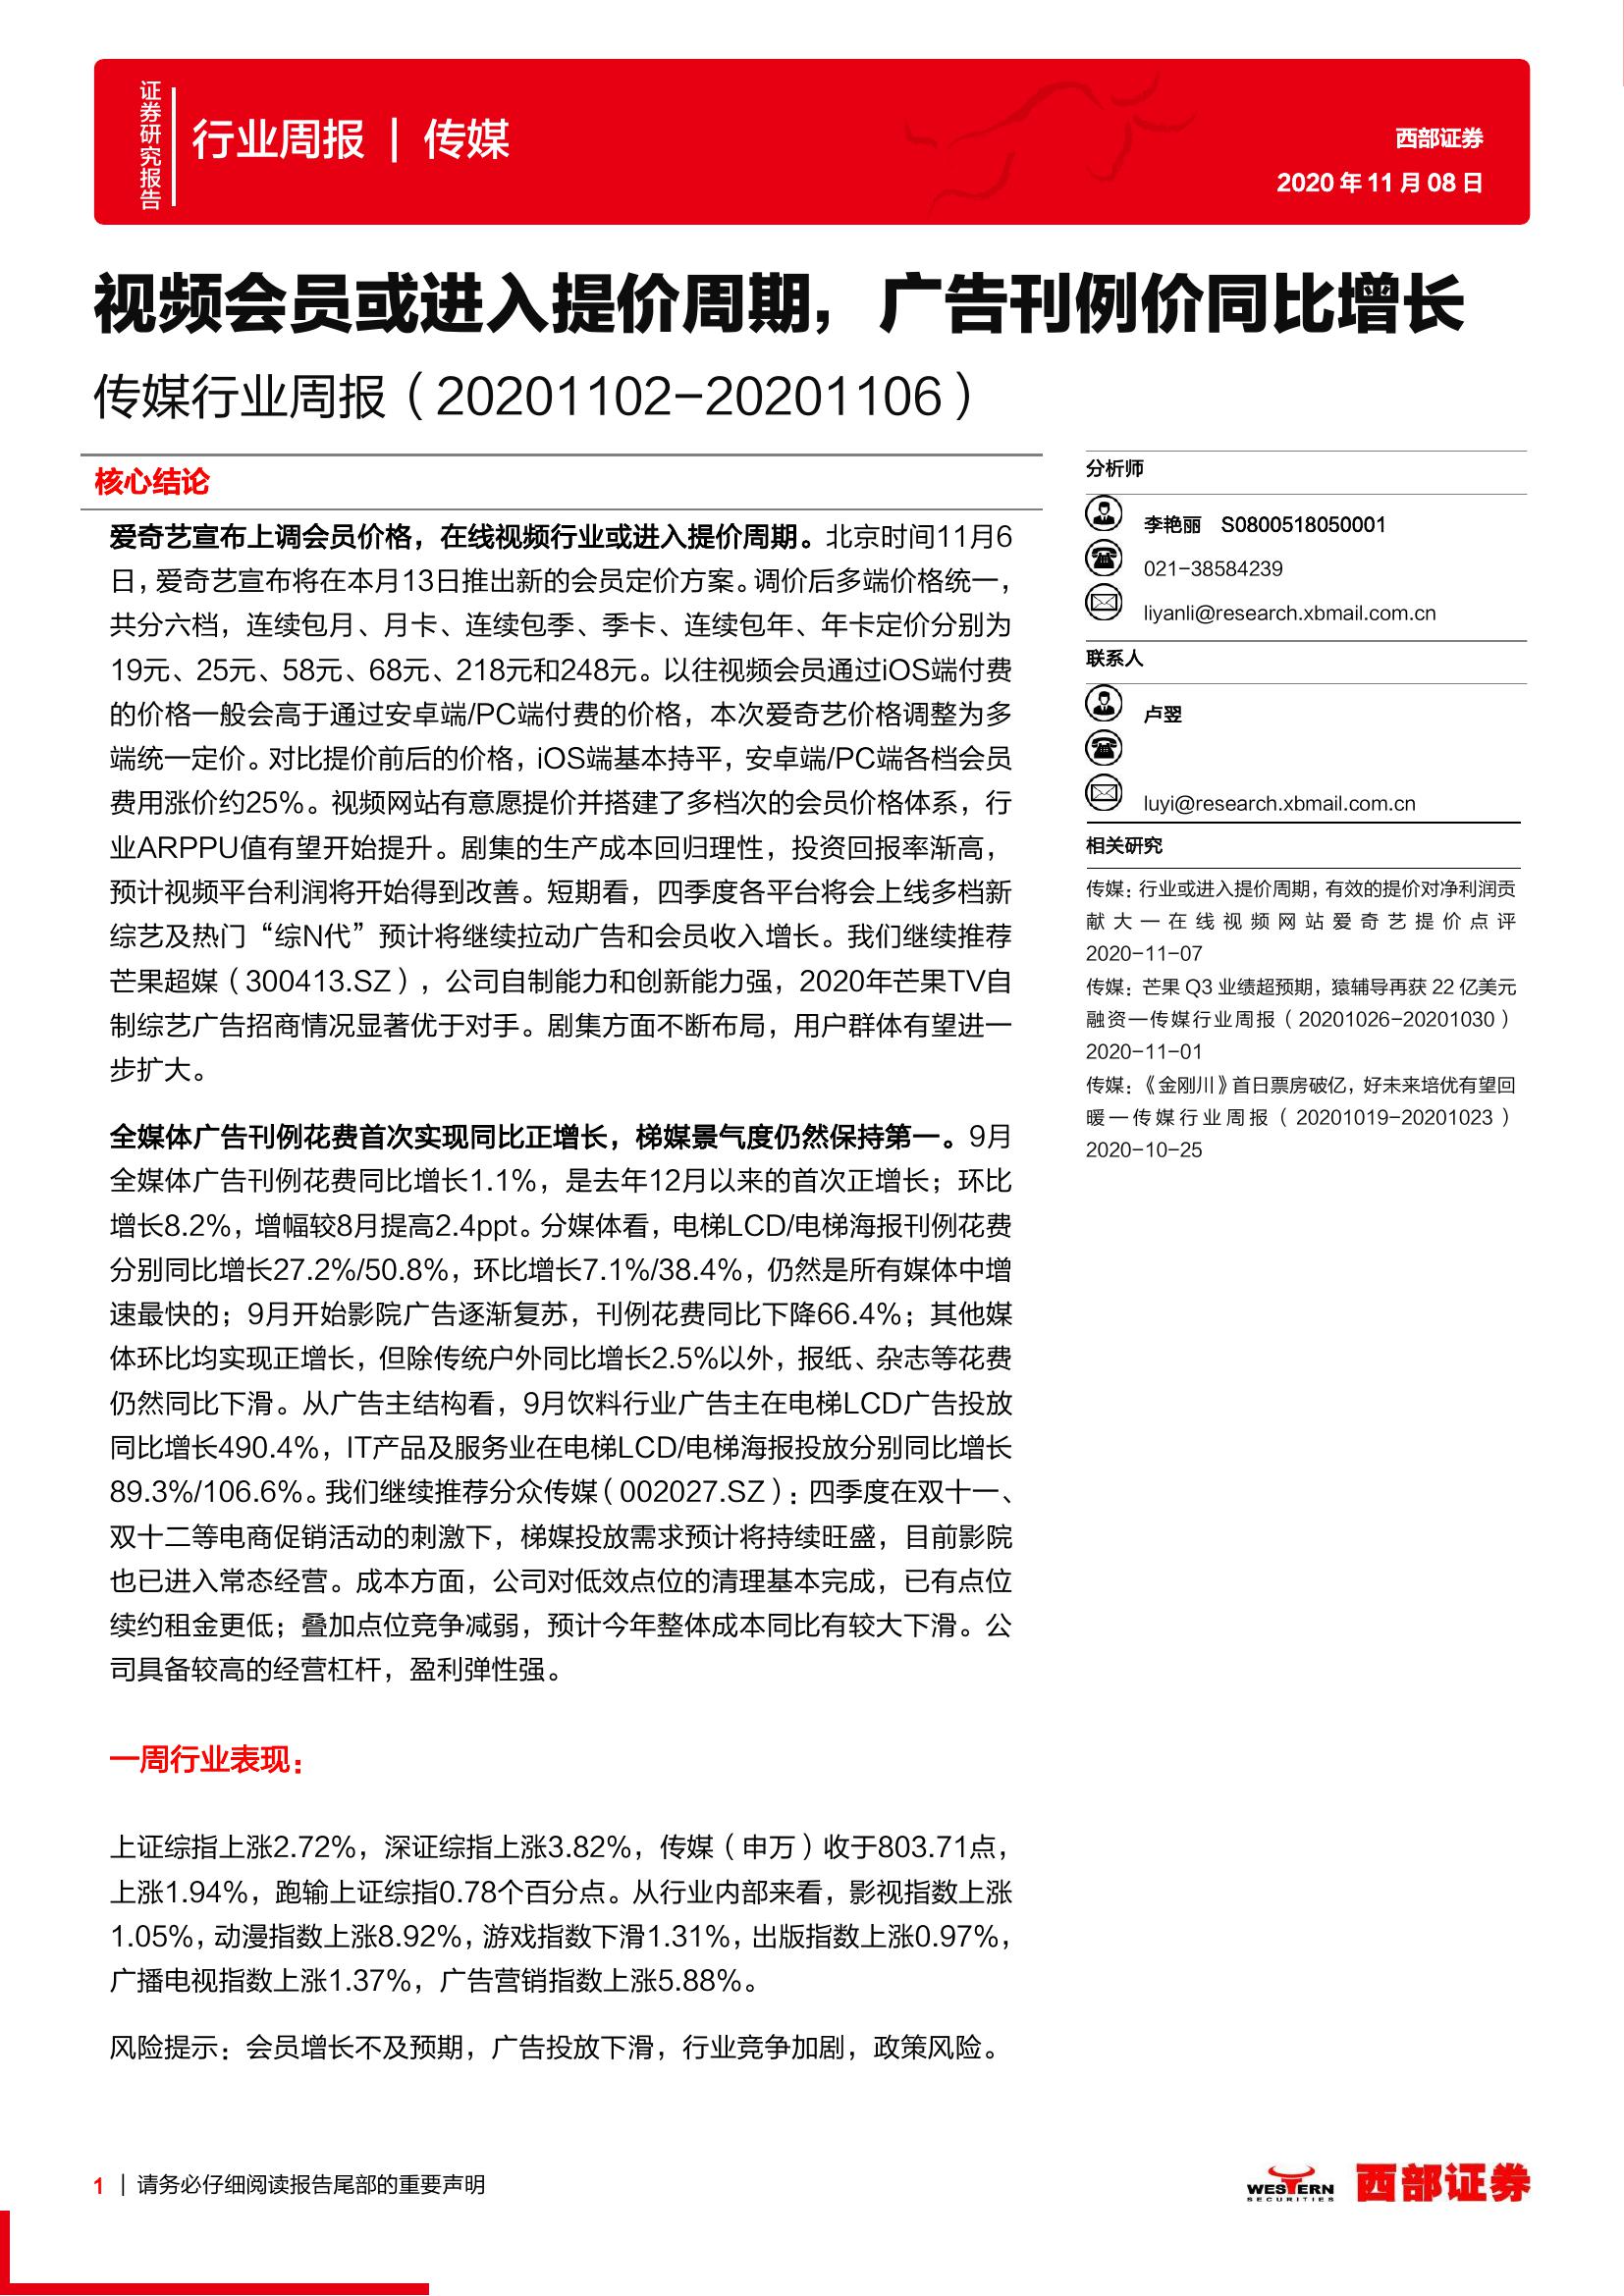 证券研究报告
行业周报 | 传媒
西部证券
2020 年 11 月 08 日
视频会员或进入提价周期，广告刊例价同比增长
传媒行业周报（20201102-20201106）
核心结论
爱奇艺宣布上调会员价格，在线视频行业或进入提价周期。北京时间11月6
日，爱奇艺宣布将在本月13日推出新的会员定价方案。调价后多端价格统一，
共分六档，连续包月、月卡、连续包季、季卡、连续包年、年卡定价分别为
19元、25元、58元、68元、218元和248元。以往视频会员通过iOS端付费
的价格一般会高于通过安卓端/PC端付费的价格，本次爱奇艺价格调整为多
端统一定价。对比提价前后的价格，iOS端基本持平，安卓端/PC端各档会员
费用涨价约25%。视频网站有意愿提价并搭建了多档次的会员价格体系，行
业ARPPU值有望开始提升。剧集的生产成本回归理性，投资回报率渐高，
预计视频平台利润将开始得到改善。短期看，四季度各平台将会上线多档新
综艺及热门“综N代”预计将继续拉动广告和会员收入增长。我们继续推荐
芒果超媒（300413.SZ），公司自制能力和创新能力强，2020年芒果TV自
制综艺广告招商情况显著优于对手。剧集方面不断布局，用户群体有望进一
步扩大。
全媒体广告刊例花费首次实现同比正增长，梯媒景气度仍然保持第一。9月
全媒体广告刊例花费同比增长1.1%，是去年12月以来的首次正增长；环比
增长8.2%，增幅较8月提高2.4ppt。分媒体看，电梯LCD/电梯海报刊例花费
分别同比增长27.2%/50.8%，环比增长7.1%/38.4%，仍然是所有媒体中增
速最快的；9月开始影院广告逐渐复苏，刊例花费同比下降66.4%；其他媒
体环比均实现正增长，但除传统户外同比增长2.5%以外，报纸、杂志等花费
仍然同比下滑。从广告主结构看，9月饮料行业广告主在电梯LCD广告投放
同比增长490.4%，IT产品及服务业在电梯LCD/电梯海报投放分别同比增长
89.3%/106.6%。我们继续推荐分众传媒（002027.SZ）：四季度在双十一、
双十二等电商促销活动的刺激下，梯媒投放需求预计将持续旺盛，目前影院
也已进入常态经营。成本方面，公司对低效点位的清理基本完成，已有点位
续约租金更低；叠加点位竞争减弱，预计今年整体成本同比有较大下滑。公
司具备较高的经营杠杆，盈利弹性强。
一周行业表现：
上证综指上涨2.72%，深证综指上涨3.82%，传媒（申万）收于803.71点，
上涨1.94%，跑输上证综指0.78个百分点。从行业内部来看，影视指数上涨
1.05%，动漫指数上涨8.92%，游戏指数下滑1.31%，出版指数上涨0.97%，
广播电视指数上涨1.37%，广告营销指数上涨5.88%。
风险提示：会员增长不及预期，广告投放下滑，行业竞争加剧，政策风险。
分析师
李艳丽 S0800518050001
021-38584239
liyanli@research.xbmail.com.cn
联系人
卢翌
luyi@research.xbmail.com.cn
相关研究
传媒：行业或进入提价周期，有效的提价对净利润贡
献大—在线视频网站爱奇艺提价点评
2020-11-07
传媒：芒果 Q3 业绩超预期，猿辅导再获 22 亿美元
融资—传媒行业周报（20201026-20201030）
2020-11-01
传媒：《金刚川》首日票房破亿，好未来培优有望回
暖—传媒行业周报（20201019-20201023）
2020-10-25
1 | 请务必仔细阅读报告尾部的重要声明
WESTERN
SECURITIES
西部证券